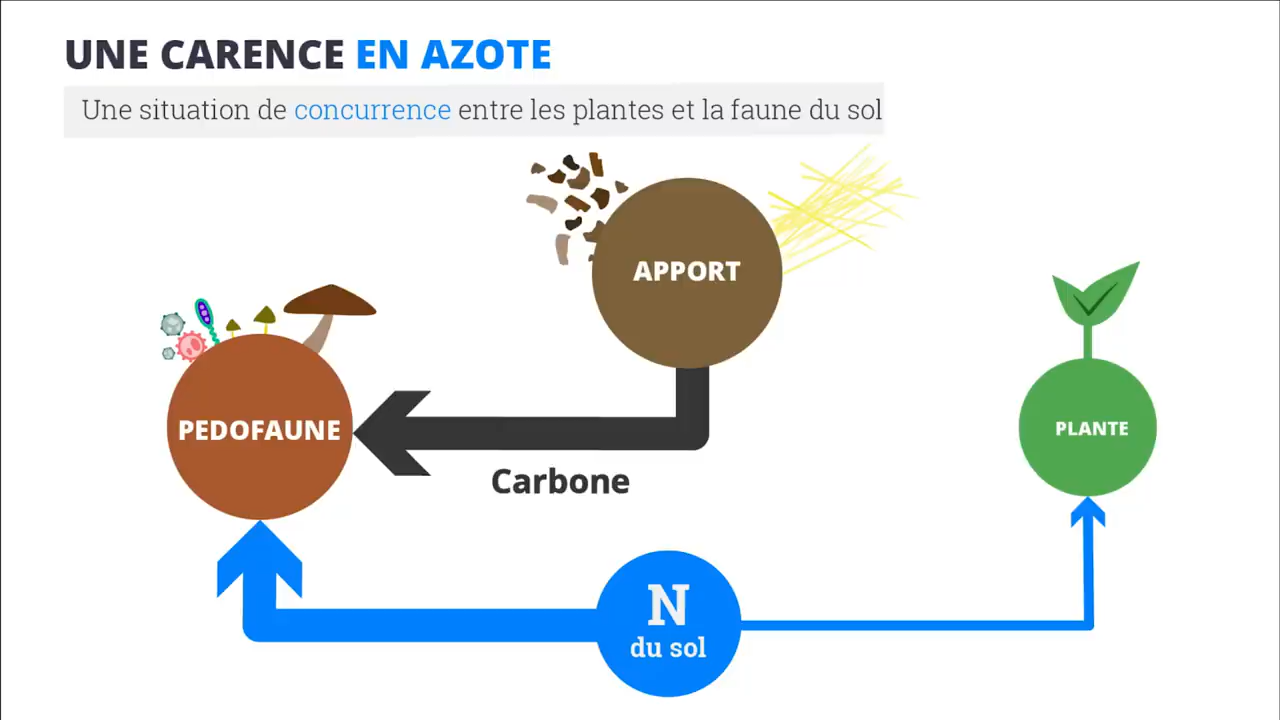 UNE CARENCE EN AZOTE
Une situation de concurrence entre les plantes et la faune du sol
APPORT
PEDOFAUNE
PLANTE
Carbone
N
du sol